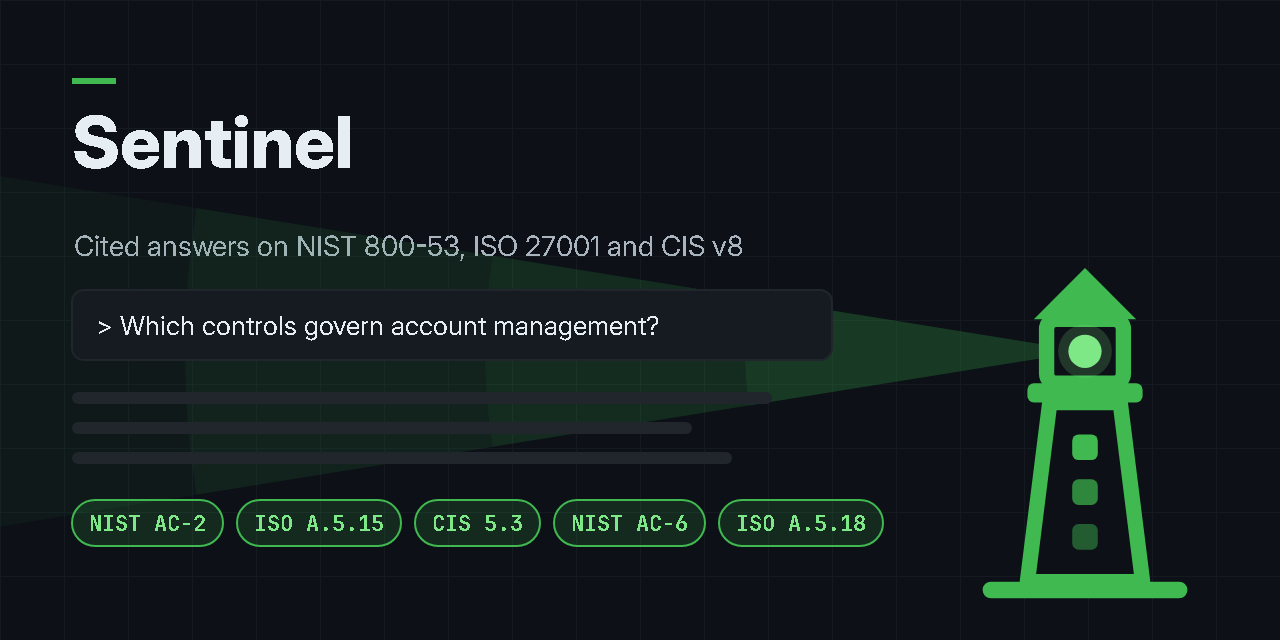 Sentinel
Cited answers on NIST 800-53, ISO 27001 and CIS v8
> Which controls govern account management?
NIST AC-2 ISO A.5.15 CIS 5.3 NIST AC-6 ISO A.5.18